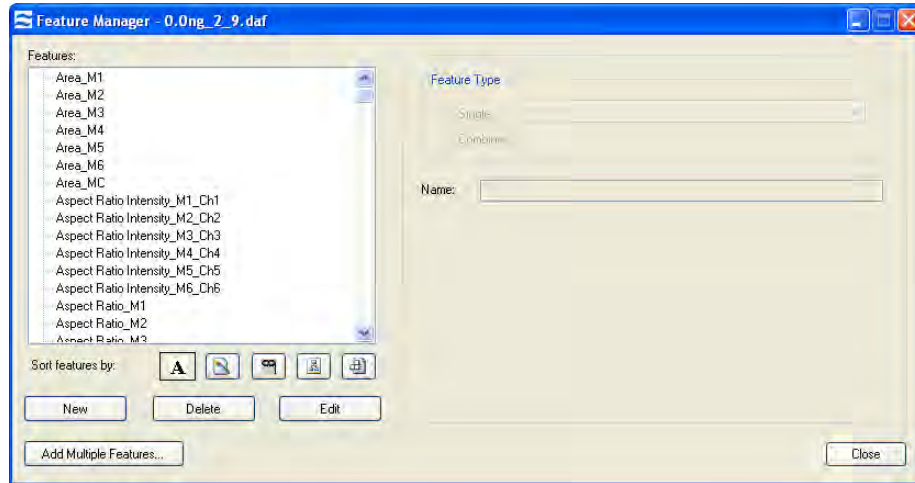 Feature Manager - 0.0ng_2_9.daf
Features:
Area_M1
Area_M2
Area_M3
Area_M4
Area_M5
Area_M6
Area_MC
Aspect Ratio Intensity_M1_Ch1
Aspect Ratio Intensity_M2_Ch2
Aspect Ratio Intensity_M3_Ch3
Aspect Ratio Intensity_M4_Ch4
Aspect Ratio Intensity_M5_Ch5
Aspect Ratio Intensity_M6_Ch6
Aspect Ratio_M1
Aspect Ratio_M2
Aspect Ratio_M3
Sort features by:
A
New
Delete
Edit
Add Multiple Features...
Feature Type
Single
Combined
Name:
Close